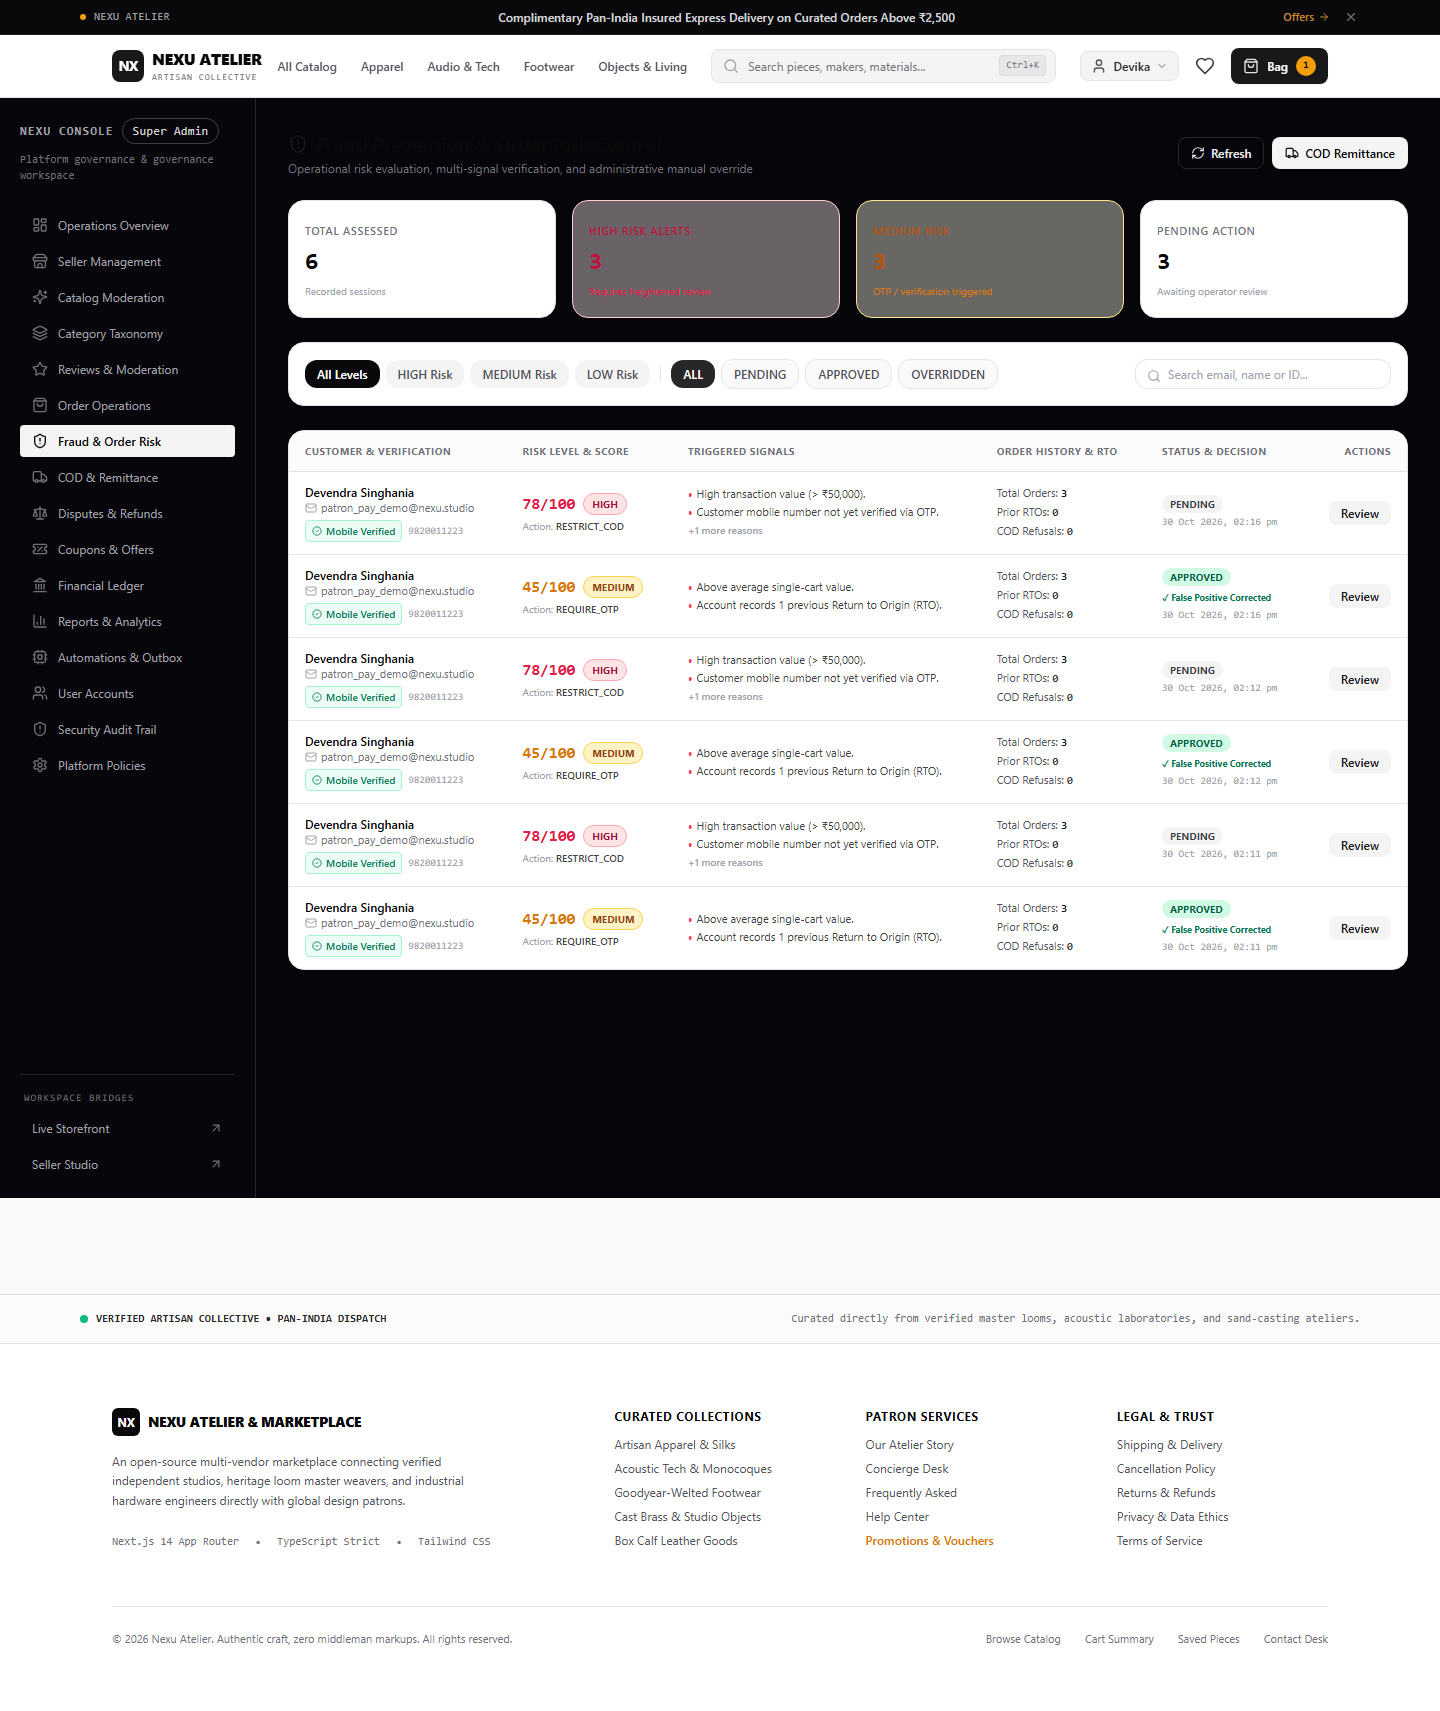 NEXU ATELIER
Complimentary Pan-India Insured Express Delivery on Curated Orders Above ₹2,500
Offers →
NX
NEXU ATELIER
ARTISAN COLLECTIVE
All Catalog
Apparel
Audio & Tech
Footwear
Objects & Living
Search pieces, makers, materials...
Ctrl+K
Devika
Bag
1
NEXU CONSOLE
Super Admin
Platform governance & governance
workspace
Operations Overview
Seller Management
Catalog Moderation
Category Taxonomy
Reviews & Moderation
Order Operations
Fraud & Order Risk
COD & Remittance
Disputes & Refunds
Coupons & Offers
Financial Ledger
Reports & Analytics
Automations & Outbox
User Accounts
Security Audit Trail
Platform Policies
WORKSPACE BRIDGES
Live Storefront
Seller Studio
Fraud Prevention & Order Risk Control
Operational risk evaluation, multi-signal verification, and administrative manual override
Refresh
COD Remittance
TOTAL ASSESSED
6
Recorded sessions
HIGH RISK ALERTS
3
Requires heightened review
MEDIUM RISK
3
OTP / verification triggered
PENDING ACTION
3
Awaiting operator review
All Levels
HIGH Risk
MEDIUM Risk
LOW Risk
ALL
PENDING
APPROVED
OVERRIDDEN
Search email, name or ID...
CUSTOMER & VERIFICATION
RISK LEVEL & SCORE
TRIGGERED SIGNALS
ORDER HISTORY & RTO
STATUS & DECISION
ACTIONS
Devendra Singhania
patron_pay_demo@nexu.studio
Mobile Verified
9820011223
78/100
HIGH
Action: RESTRICT_COD
• High transaction value (> ₹50,000).
• Customer mobile number not yet verified via OTP.
+1 more reasons
Total Orders: 3
Prior RTOs: 0
COD Refusals: 0
PENDING
30 Oct 2026, 02:16 pm
Review
Devendra Singhania
patron_pay_demo@nexu.studio
Mobile Verified
9820011223
45/100
MEDIUM
Action: REQUIRE_OTP
• Above average single-cart value.
• Account records 1 previous Return to Origin (RTO).
Total Orders: 3
Prior RTOs: 0
COD Refusals: 0
APPROVED
✓ False Positive Corrected
30 Oct 2026, 02:16 pm
Review
Devendra Singhania
patron_pay_demo@nexu.studio
Mobile Verified
9820011223
78/100
HIGH
Action: RESTRICT_COD
• High transaction value (> ₹50,000).
• Customer mobile number not yet verified via OTP.
+1 more reasons
Total Orders: 3
Prior RTOs: 0
COD Refusals: 0
PENDING
30 Oct 2026, 02:12 pm
Review
Devendra Singhania
patron_pay_demo@nexu.studio
Mobile Verified
9820011223
45/100
MEDIUM
Action: REQUIRE_OTP
• Above average single-cart value.
• Account records 1 previous Return to Origin (RTO).
Total Orders: 3
Prior RTOs: 0
COD Refusals: 0
APPROVED
✓ False Positive Corrected
30 Oct 2026, 02:12 pm
Review
Devendra Singhania
patron_pay_demo@nexu.studio
Mobile Verified
9820011223
78/100
HIGH
Action: RESTRICT_COD
• High transaction value (> ₹50,000).
• Customer mobile number not yet verified via OTP.
+1 more reasons
Total Orders: 3
Prior RTOs: 0
COD Refusals: 0
PENDING
30 Oct 2026, 02:11 pm
Review
Devendra Singhania
patron_pay_demo@nexu.studio
Mobile Verified
9820011223
45/100
MEDIUM
Action: REQUIRE_OTP
• Above average single-cart value.
• Account records 1 previous Return to Origin (RTO).
Total Orders: 3
Prior RTOs: 0
COD Refusals: 0
APPROVED
✓ False Positive Corrected
30 Oct 2026, 02:11 pm
Review
VERIFIED ARTISAN COLLECTIVE • PAN-INDIA DISPATCH
Curated directly from verified master looms, acoustic laboratories, and sand-casting ateliers.
NX
NEXU ATELIER & MARKETPLACE
An open-source multi-vendor marketplace connecting verified
independent studios, heritage loom master weavers, and industrial
hardware engineers directly with global design patrons.
Next.js 14 App Router • TypeScript Strict • Tailwind CSS
CURATED COLLECTIONS
Artisan Apparel & Silks
Acoustic Tech & Monocoques
Goodyear-Welted Footwear
Cast Brass & Studio Objects
Box Calf Leather Goods
PATRON SERVICES
Our Atelier Story
Concierge Desk
Frequently Asked
Help Center
Promotions & Vouchers
LEGAL & TRUST
Shipping & Delivery
Cancellation Policy
Returns & Refunds
Privacy & Data Ethics
Terms of Service
© 2026 Nexu Atelier. Authentic craft, zero middleman markups. All rights reserved.
Browse Catalog
Cart Summary
Saved Pieces
Contact Desk